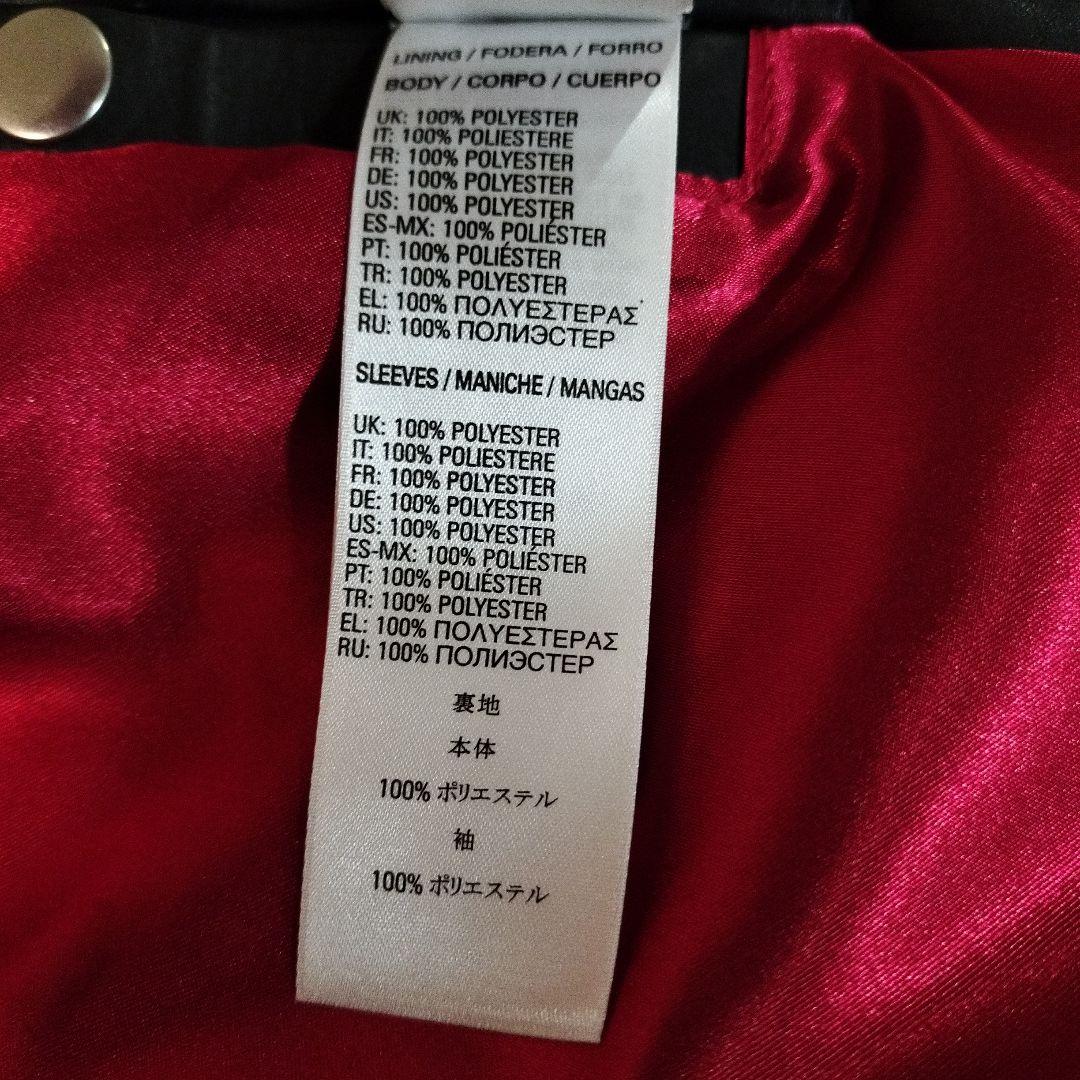 LINING / FODERA / FORRO
BODY / CORPO / CUERPO
UK: 100% POLYESTER
IT: 100% POLIESTERE
FR: 100% POLYESTER
DE: 100% POLYESTER
US: 100% POLYESTER
ES-MX: 100% POLIÉSTER
PT: 100% POLIÉSTER
TR: 100% POLYESTER
EL: 100% ΠΟΛΥΕΣΤΕΡΑΣ
RU: 100% ПОЛИЭСТЕР
SLEEVES / MANICHE / MANGAS
UK: 100% POLYESTER
IT: 100% POLIESTERE
FR: 100% POLYESTER
DE: 100% POLYESTER
US: 100% POLYESTER
ES-MX: 100% POLIÉSTER
PT: 100% POLIÉSTER
TR: 100% POLYESTER
EL: 100% ΠΟΛΥΕΣΤΕΡΑΣ
RU: 100% ПОЛИЭСТЕР
裏地
本体
100% ポリエステル
袖
100% ポリエステル